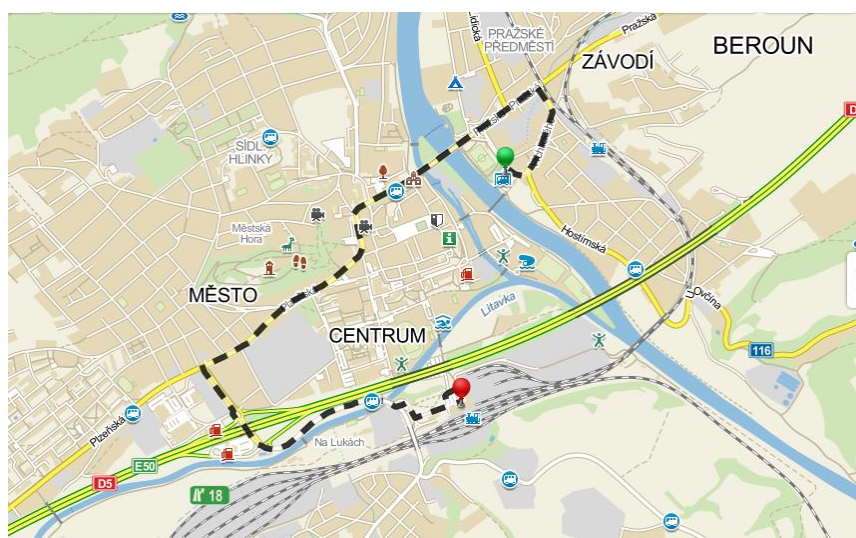 Lidická
PRAŽSKÉ
PŘEDMĚSTÍ
Pražská
BEROUN
ZÁVODÍ
D
SÍDL.
HLINKY
Městská
Hora
Hostímská
MĚSTO
CENTRUM
Litavka
U Ovčína
116
Plzeňská
Na Lukách
E50
D5
18